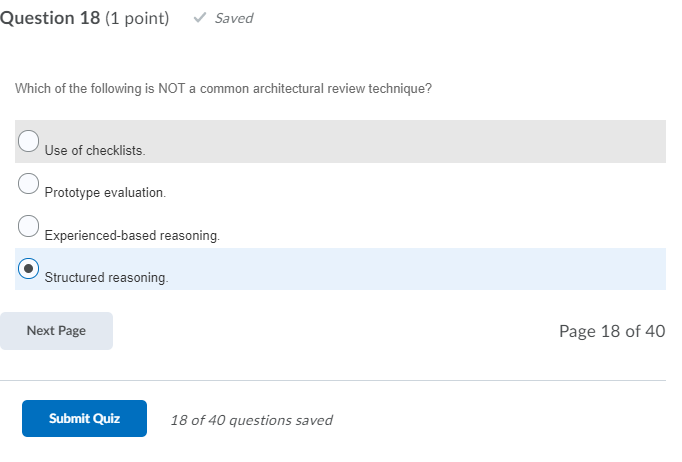 Question 18 (1 point) ✓ Saved
Which of the following is NOT a common architectural review technique?
Use of checklists.
Prototype evaluation.
Experienced-based reasoning.
Structured reasoning.
Next Page Page 18 of 40
Submit Quiz 18 of 40 questions saved